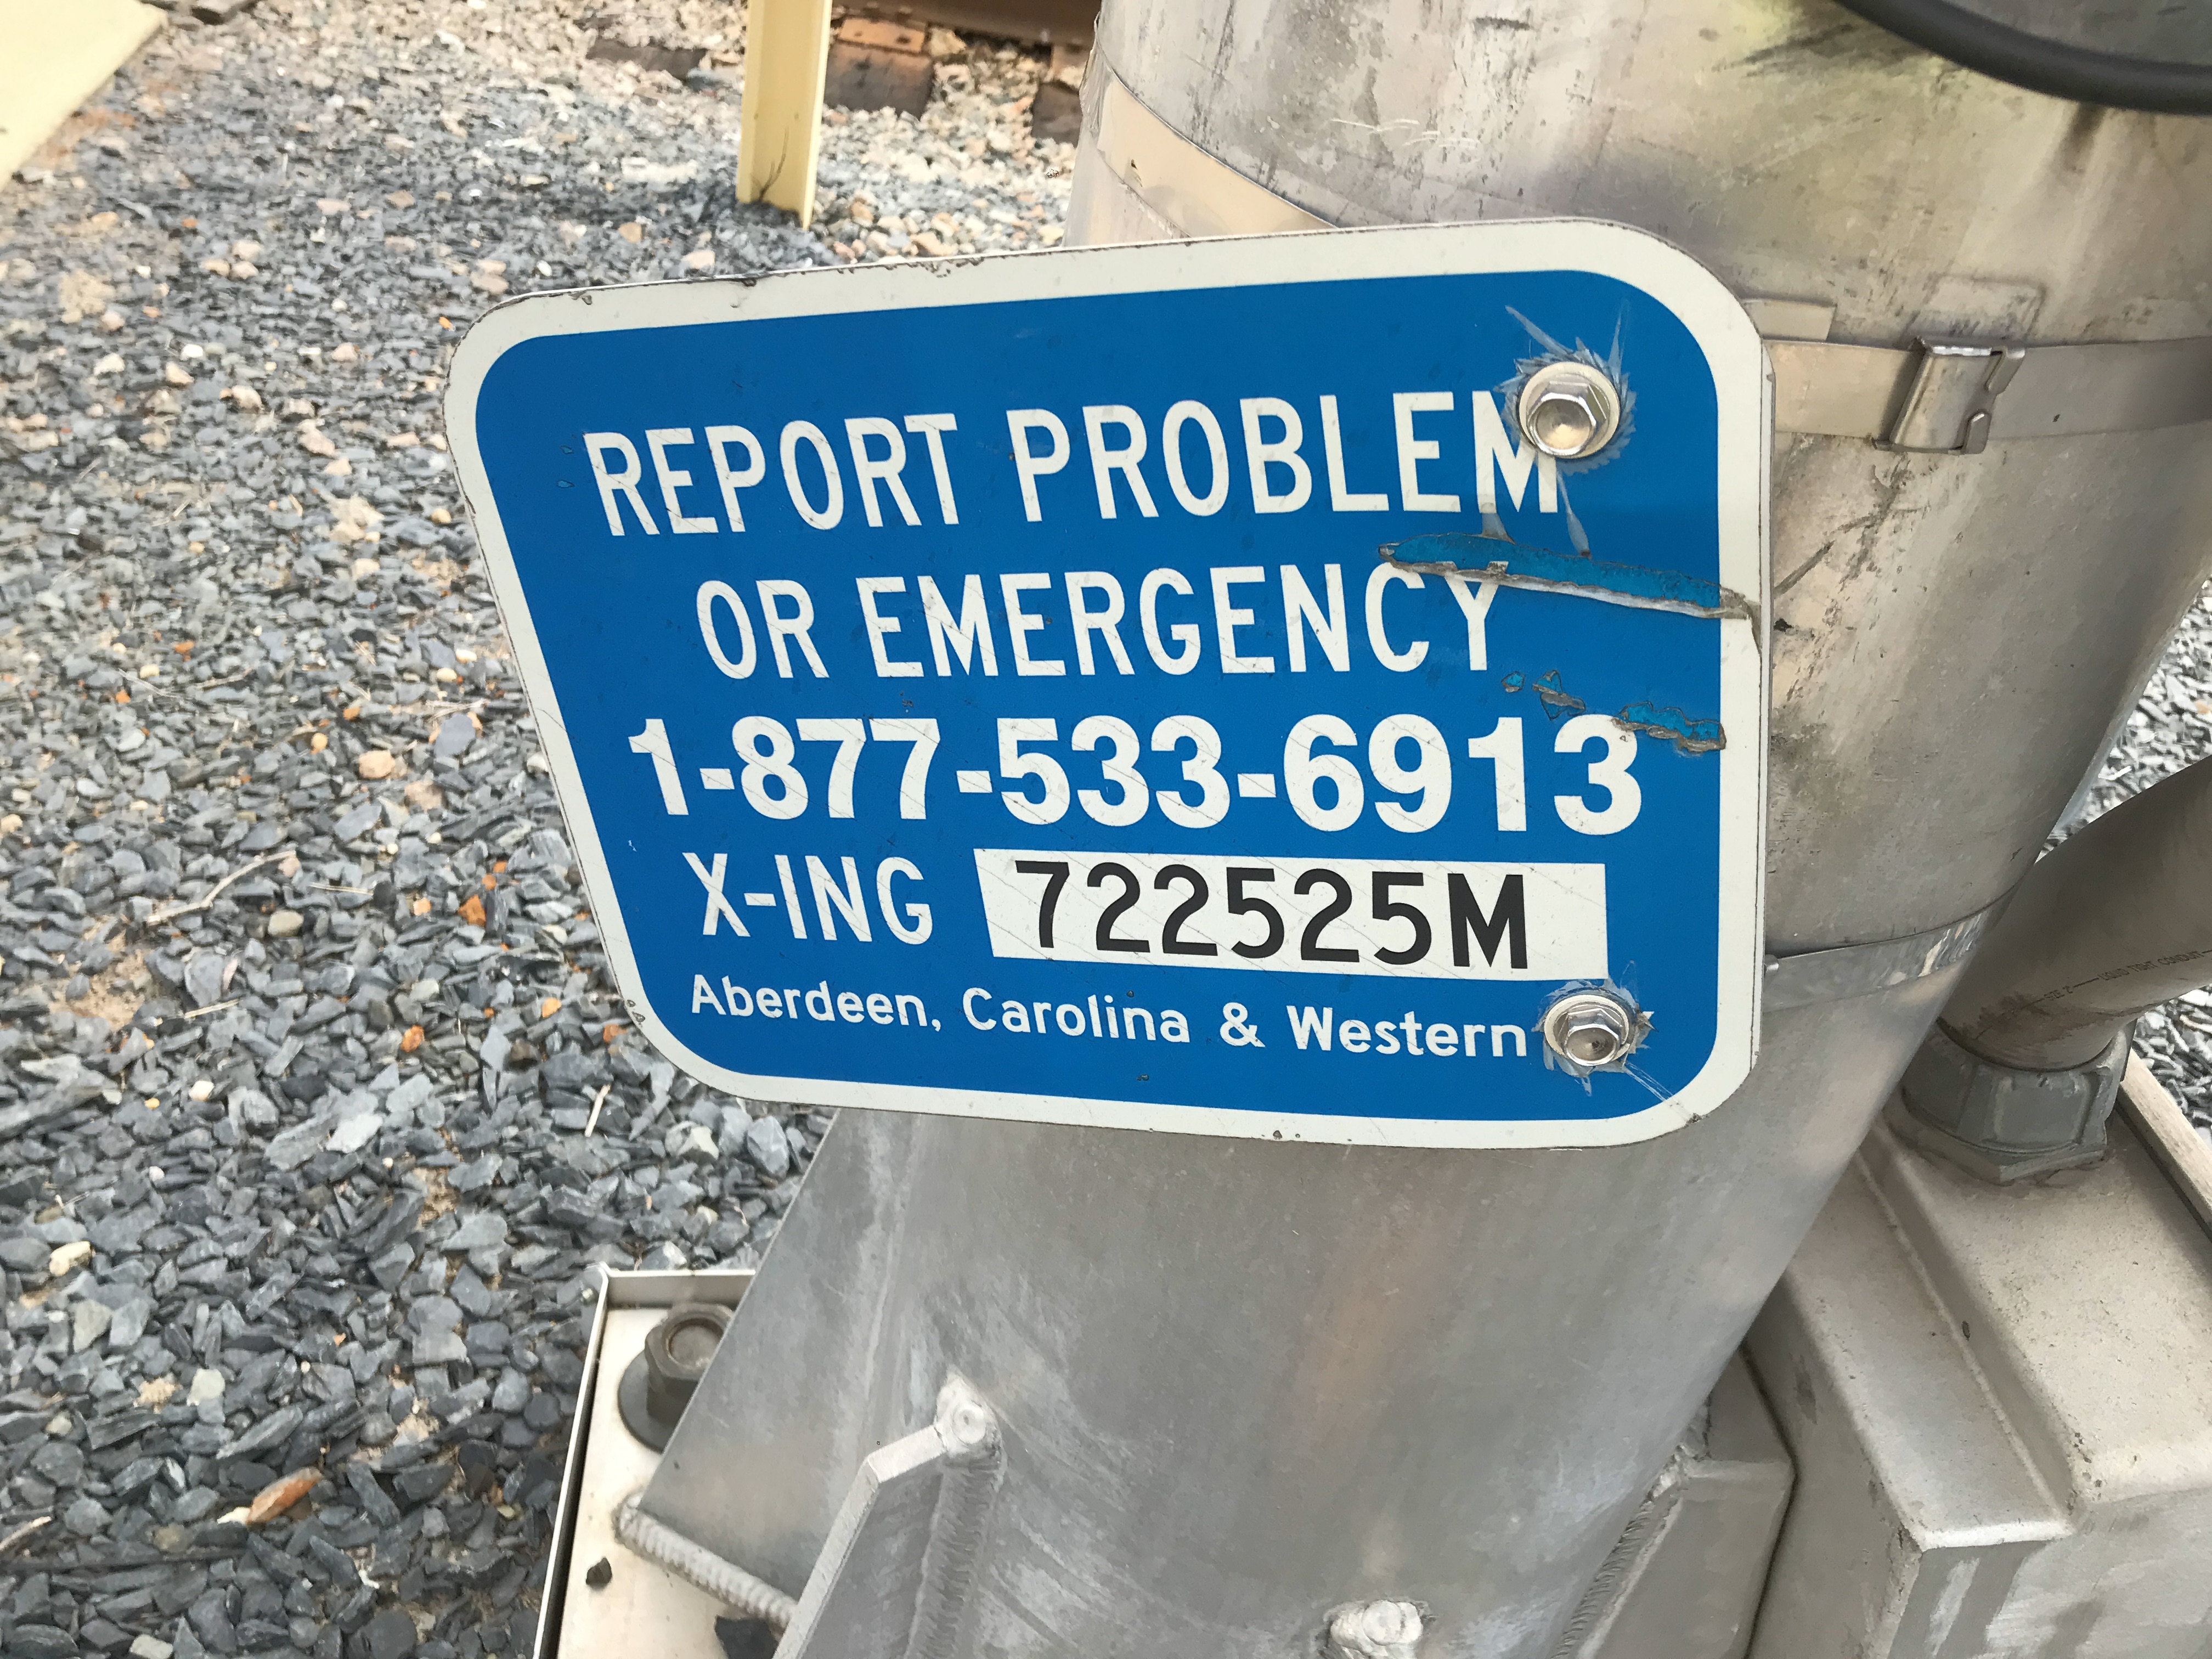 REPORT PROBLEM
OR EMERGENCY
1-877-533-6913
X-ING 722525M
Aberdeen, Carolina & Western